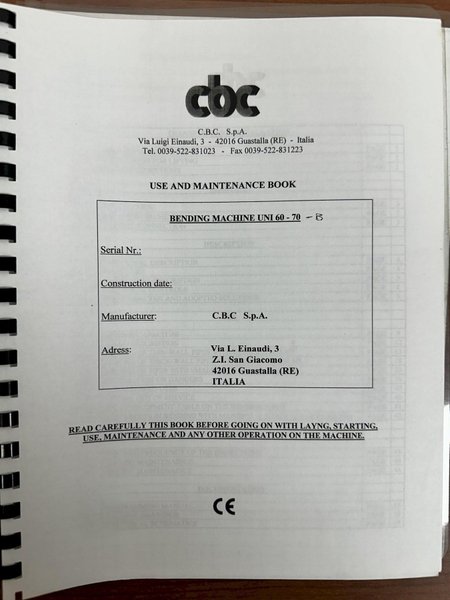 cbc
C.B.C. S.p.A.
Via Luigi Einaudi, 3 - 42016 Guastalla (RE) - Italia
Tel. 0039-522-831023 - Fax 0039-522-831223
USE AND MAINTENANCE BOOK
BENDING MACHINE UNI 60 - 70 - B
Serial Nr.:
Construction date:
Manufacturer: C.B.C S.p.A.
Adress: Via L. Einaudi, 3
Z.I. San Giacomo
42016 Guastalla (RE)
ITALIA
READ CAREFULLY THIS BOOK BEFORE GOING ON WITH LAYNG, STARTING,
USE, MAINTENANCE AND ANY OTHER OPERATION ON THE MACHINE.
CE